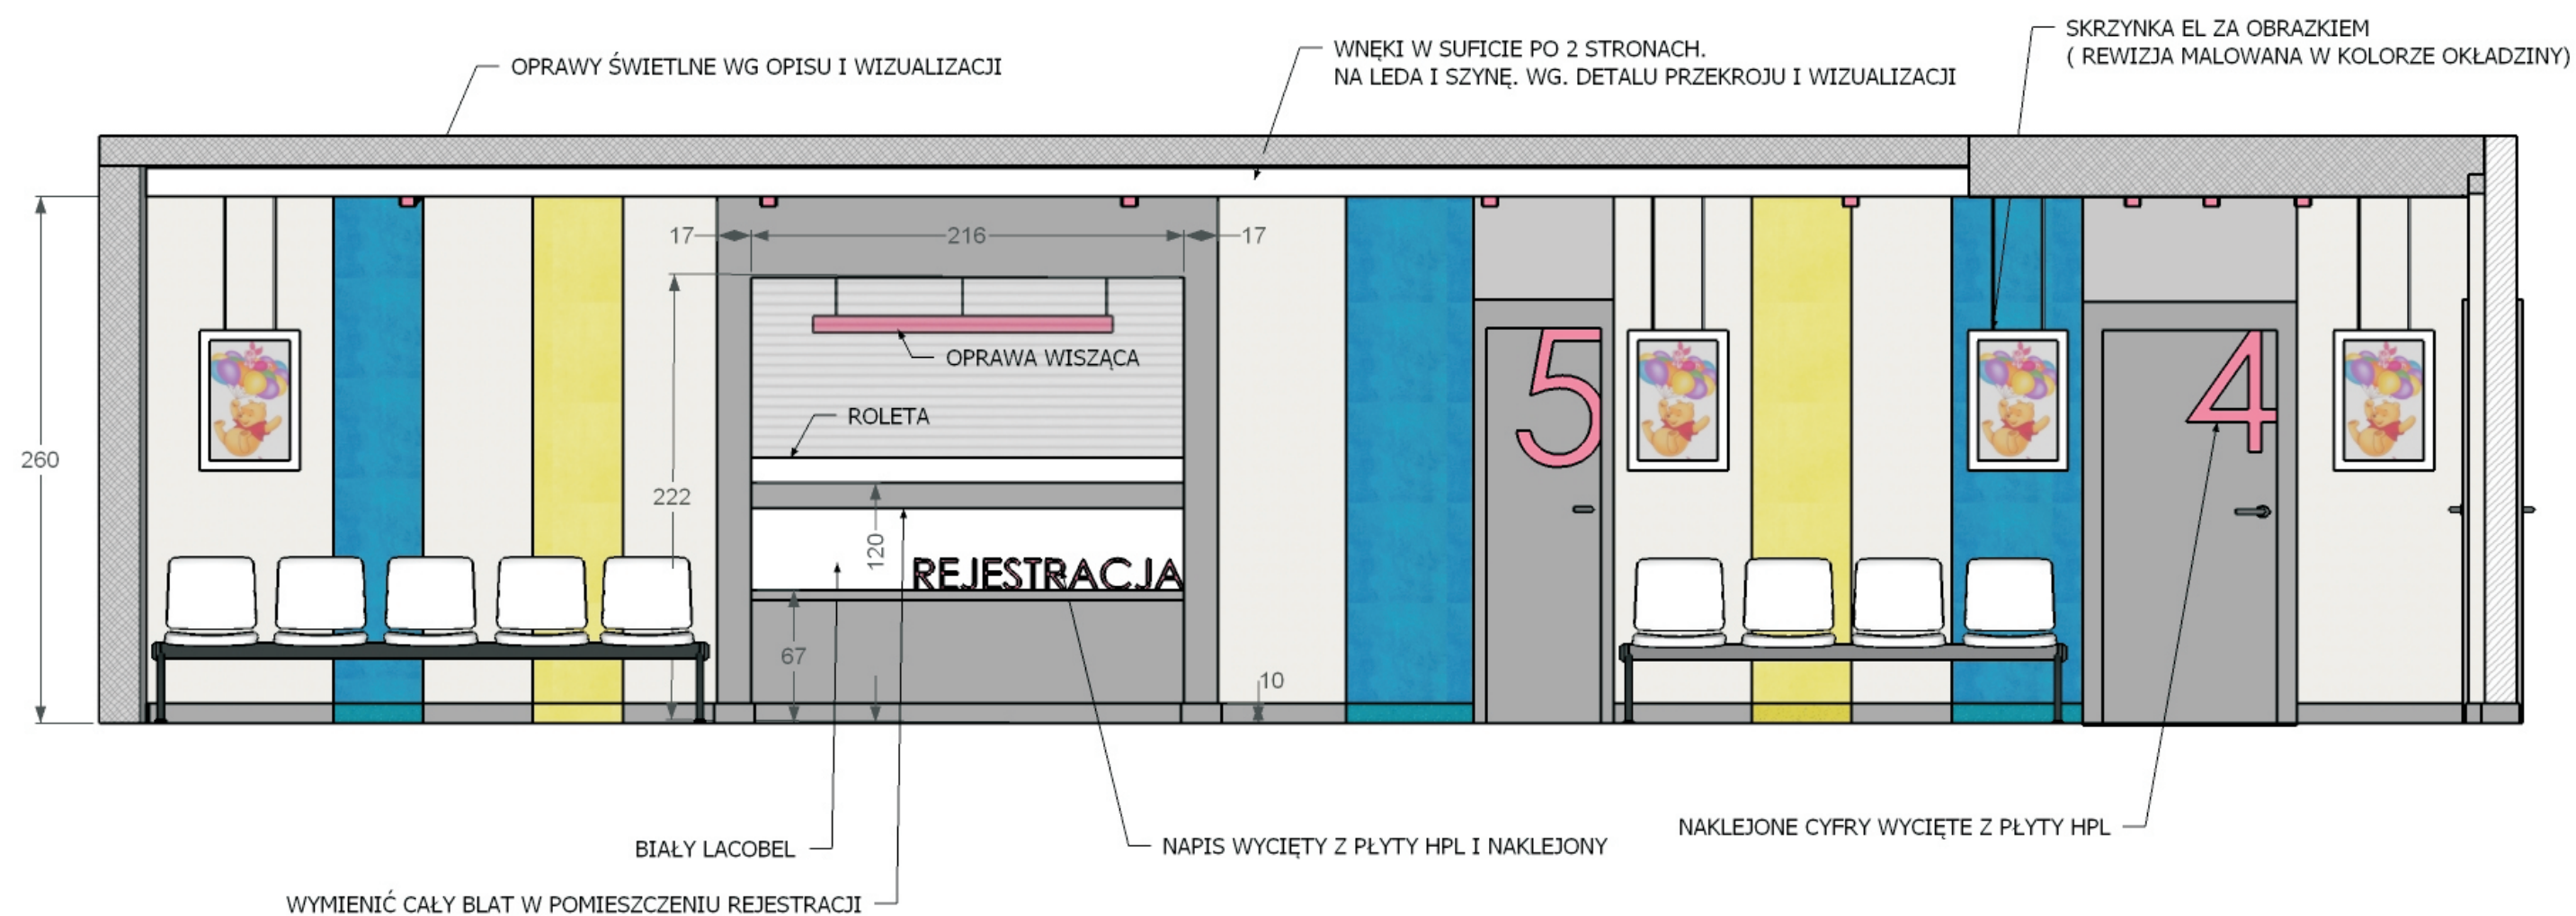 SKRZYNKA EL ZA OBRAZKIEM
( REWIZJA MALOWANA W KOLORZE OKŁADZINY)
WNĘKI W SUFICIE PO 2 STRONACH.
NA LEDA I SZYNĘ. WG. DETALU PRZEKROJU I WIZUALIZACJI
OPRAWY ŚWIETLNE WG OPISU I WIZUALIZACJI
17
216
17
OPRAWA WISZĄCA
5
4
ROLETA
260
222
120
REJESTRACJA
67
10
NAKLEJONE CYFRY WYCIĘTE Z PŁYTY HPL
BIAŁY LACOBEL
NAPIS WYCIĘTY Z PŁYTY HPL I NAKLEJONY
WYMIENIĆ CAŁY BLAT W POMIESZCZENIU REJESTRACJI